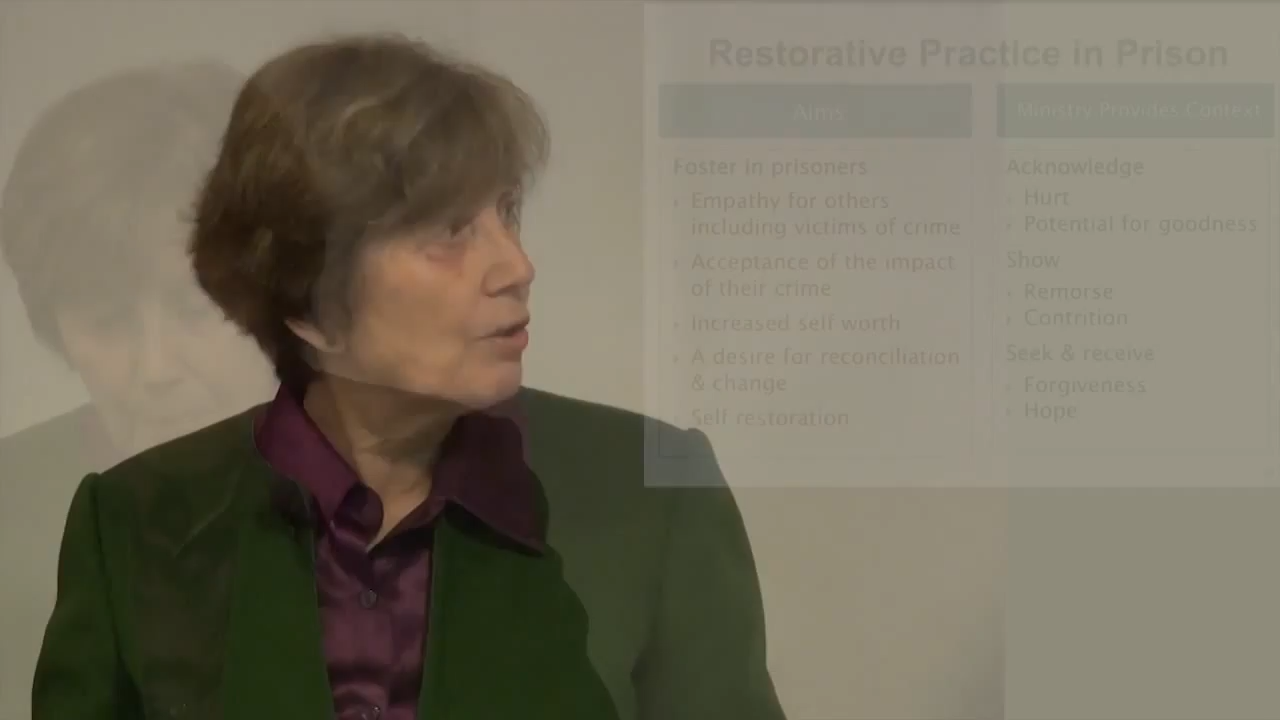 Restorative Practice in Prison
Aims
Foster in prisoners
Empathy for others
including victims of crime
Acceptance of the impact
of their crime
Increased self worth
A desire for reconciliation
& change
Self restoration
Ministry Provides Context
Acknowledge
Hurt
Potential for goodness
Show
Remorse
Contrition
Seek & receive
Forgiveness
Hope